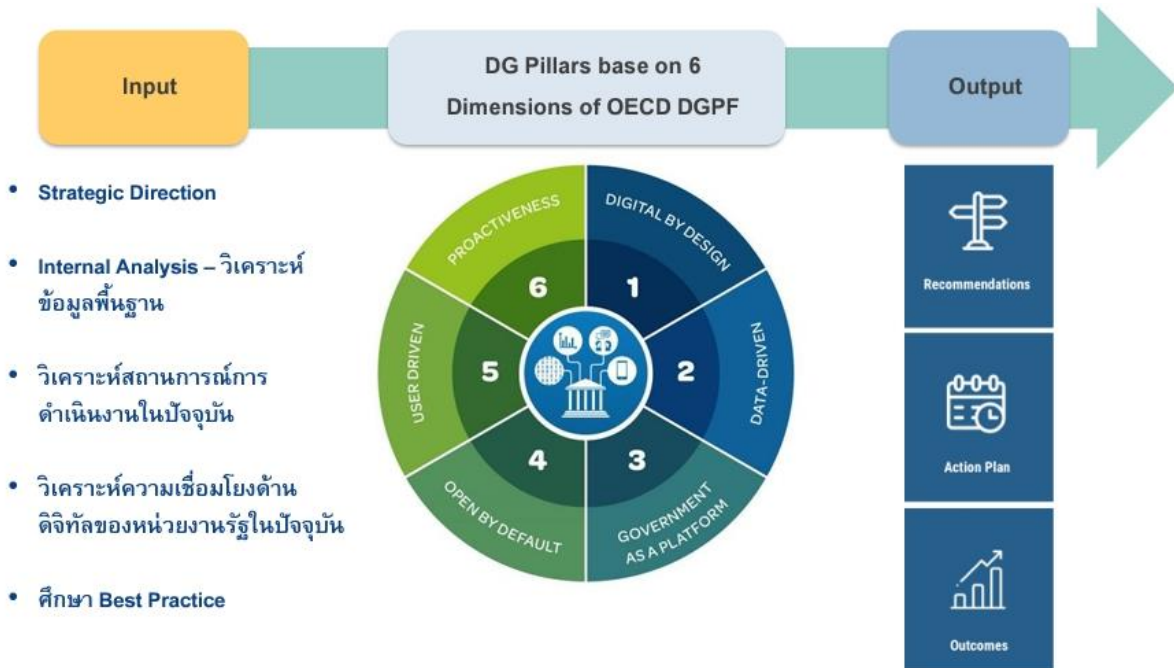 Input
DG Pillars base on 6
Dimensions of OECD DGPF
Output
• Strategic Direction
• Internal Analysis – วิเคราะห์
ข้อมูลพื้นฐาน
• วิเคราะห์สถานการณ์การ
ดำเนินงานในปัจจุบัน
• วิเคราะห์ความเชื่อมโยงด้าน
ดิจิทัลของหน่วยงานรัฐในปัจจุบัน
• ศึกษา Best Practice
DIGITAL BY DESIGN
1
DATA-DRIVEN
2
GOVERNMENT
AS A PLATFORM
3
OPEN BY DEFAULT
4
USER DRIVEN
5
PROACTIVENESS
6
Recommendations
Action Plan
Outcomes